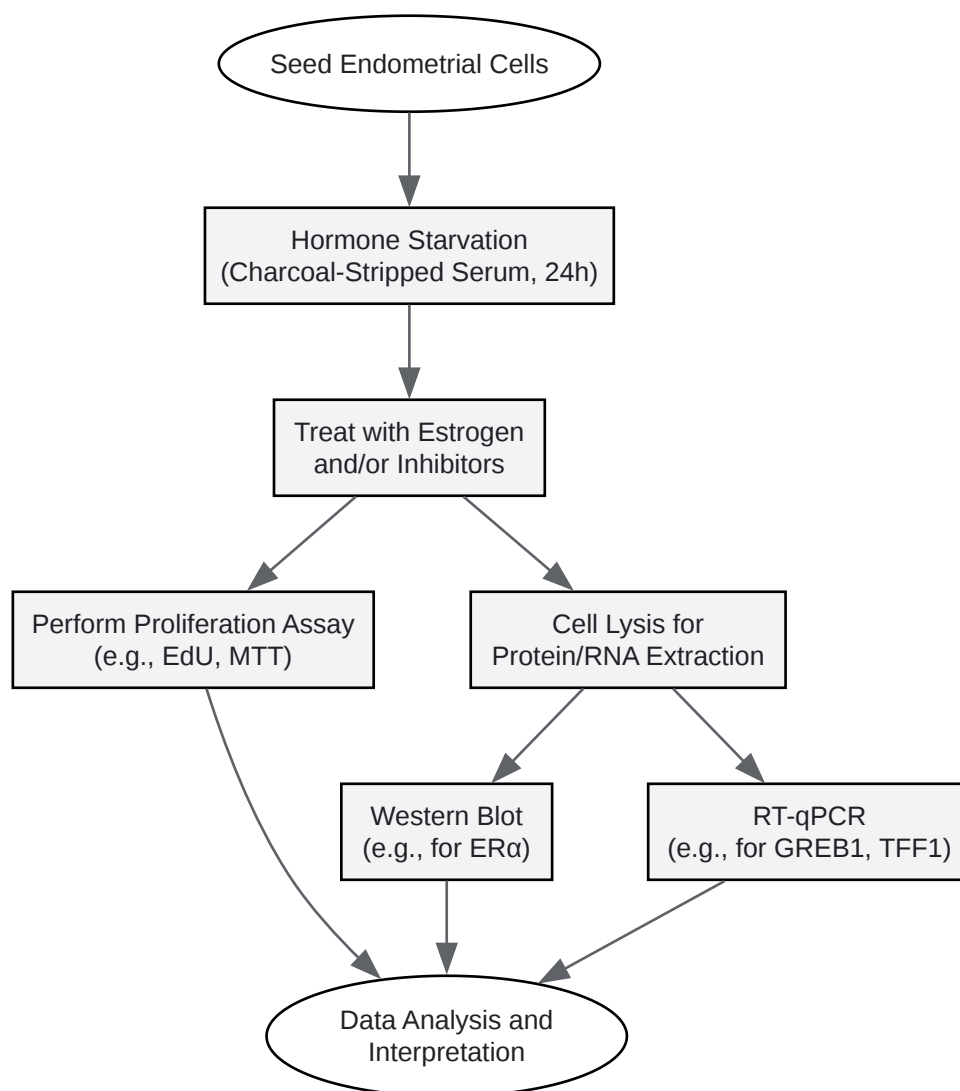 Seed Endometrial Cells
Hormone Starvation
(Charcoal-Stripped Serum, 24h)
Treat with Estrogen
and/or Inhibitors
Perform Proliferation Assay
(e.g., EdU, MTT)
Cell Lysis for
Protein/RNA Extraction
Western Blot
(e.g., for ERα)
RT-qPCR
(e.g., for GREB1, TFF1)
Data Analysis and
Interpretation